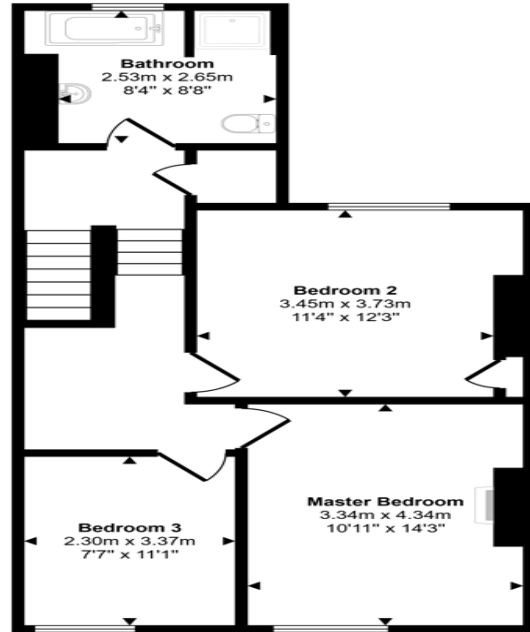 Bathroom
2.53m x 2.65m
8'4" x 8'8"
Bedroom 2
3.45m x 3.73m
11'4" x 12'3"
Master Bedroom
3.34m x 4.34m
10'11" x 14'3"
Bedroom 3
2.30m x 3.37m
7'7" x 11'1"